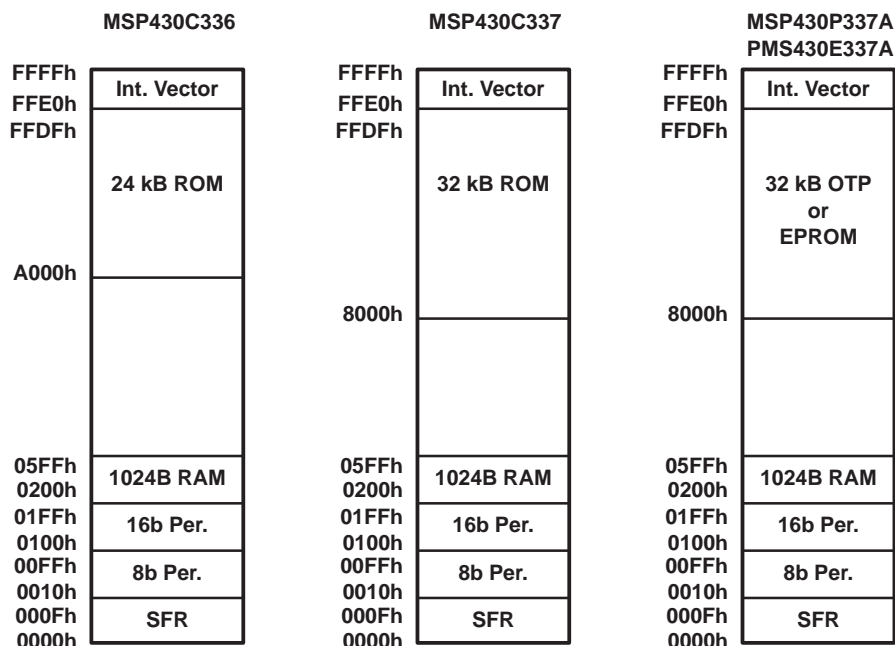 MSP430C336
FFFFh
Int. Vector
FFE0h
FFDFh
24 kB ROM
A000h
05FFh
1024B RAM
0200h
01FFh
16b Per.
0100h
00FFh
8b Per.
0010h
000Fh
SFR
0000h
MSP430C337
FFFFh
Int. Vector
FFE0h
FFDFh
32 kB ROM
8000h
05FFh
1024B RAM
0200h
01FFh
16b Per.
0100h
00FFh
8b Per.
0010h
000Fh
SFR
0000h
MSP430P337A
PMS430E337A
FFFFh
Int. Vector
FFE0h
FFDFh
32 kB OTP
or
EPROM
8000h
05FFh
1024B RAM
0200h
01FFh
16b Per.
0100h
00FFh
8b Per.
0010h
000Fh
SFR
0000h